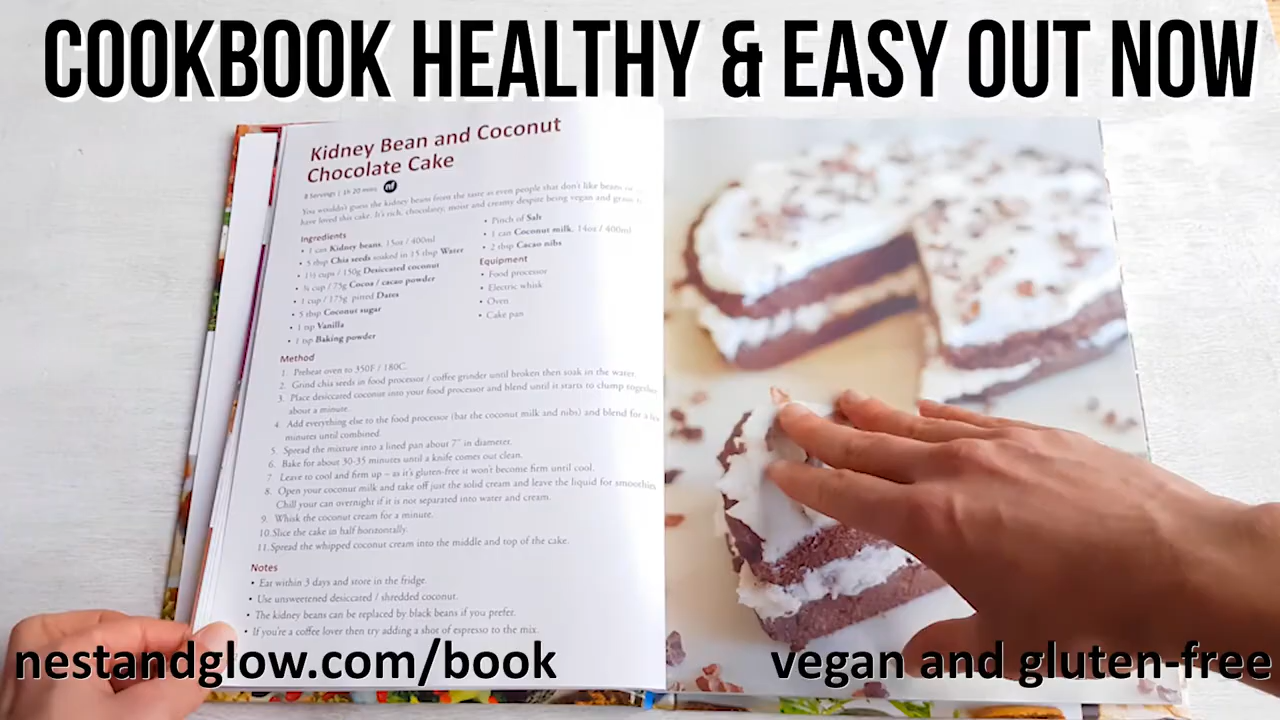 COOKBOOK HEALTHY & EASY OUT NOW
Kidney Bean and Coconut
Chocolate Cake
8 Servings | 1h 20 mins nf
You wouldn't guess the kidney beans from the taste as even people that don't like beans
have loved this cake. It's rich, chocolatey, moist and creamy despite being vegan and grain
Ingredients
• 1 can Kidney beans, 15oz / 400ml
• 5 tbsp Chia seeds soaked in 15 tbsp Water
• 1½ cups / 150g Desiccated coconut
• ¾ cup / 75g Cocoa / cacao powder
• 1 cup / 175g pitted Dates
• 5 tbsp Coconut sugar
• 1 tsp Vanilla
• 1 tsp Baking powder
• Pinch of Salt
• 1 can Coconut milk, 14oz / 400ml
• 2 tbsp Cacao nibs
Equipment
• Food processor
• Electric whisk
• Oven
• Cake pan
Method
1. Preheat oven to 350F / 180C.
2. Grind chia seeds in food processor / coffee grinder until broken then soak in the water.
3. Place desiccated coconut into your food processor and blend until it starts to clump together
about a minute.
4. Add everything else to the food processor (bar the coconut milk and nibs) and blend for a few
minutes until combined.
5. Spread the mixture into a lined pan about 7" in diameter.
6. Bake for about 30-35 minutes until a knife comes out clean.
7. Leave to cool and firm up – as it's gluten-free it won't become firm until cool.
8. Open your coconut milk and take off just the solid cream and leave the liquid for smoothies
Chill your can overnight if it is not separated into water and cream.
9. Whisk the coconut cream for a minute.
10. Slice the cake in half horizontally.
11. Spread the whipped coconut cream into the middle and top of the cake.
Notes
• Eat within 3 days and store in the fridge.
• Use unsweetened desiccated / shredded coconut.
• The kidney beans can be replaced by black beans if you prefer.
• If you're a coffee lover then try adding a shot of espresso to the mix.
nestandglow.com/book
vegan and gluten-free